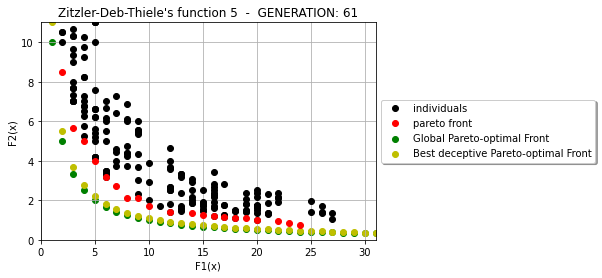 Zitzler-Deb-Thiele's function 5 - GENERATION: 61
F2(x)
10
8
6
4
2
0
0
5
10
15
20
25
30
F1(x)
individuals
pareto front
Global Pareto-optimal Front
Best deceptive Pareto-optimal Front